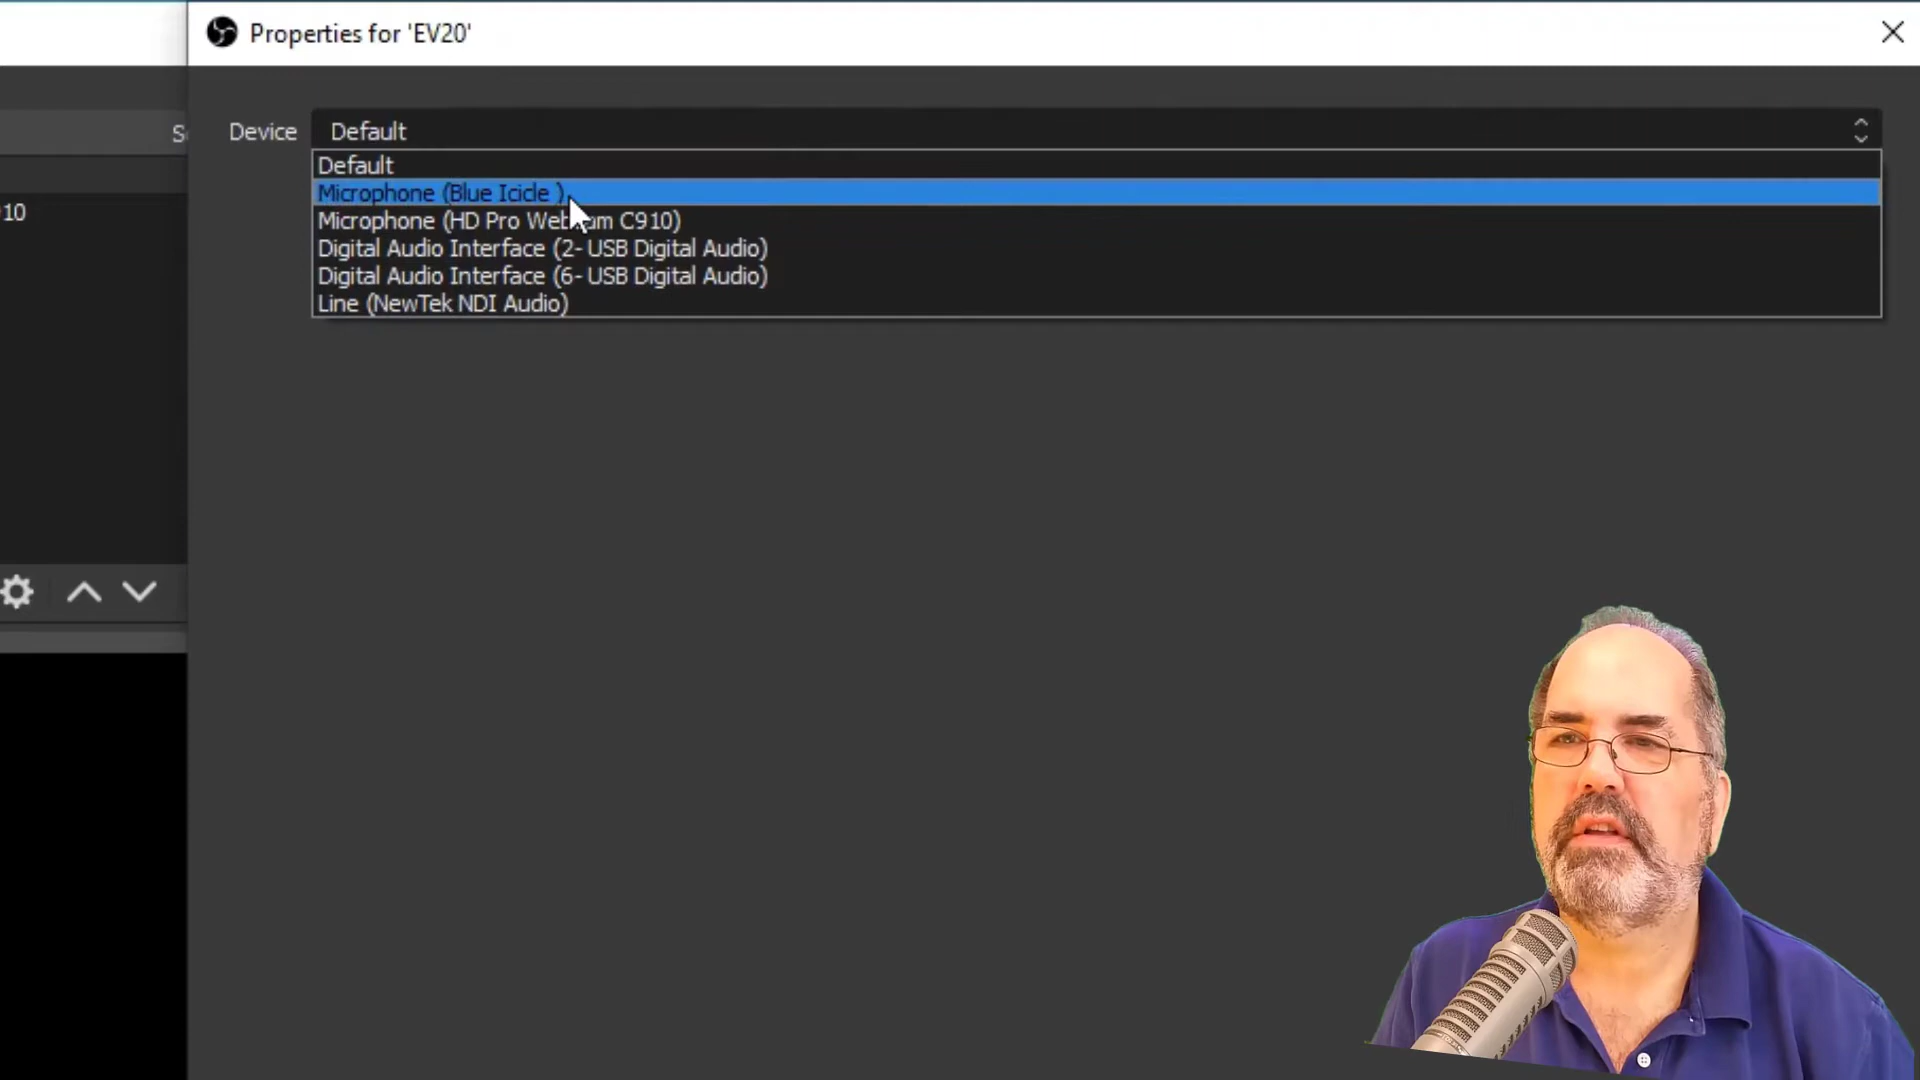 Properties for 'EV20'
S
Device
Default
Default
Microphone (Blue Icicle )
10
Microphone (HD Pro Webcam C910)
Digital Audio Interface (2- USB Digital Audio)
Digital Audio Interface (6- USB Digital Audio)
Line (NewTek NDI Audio)